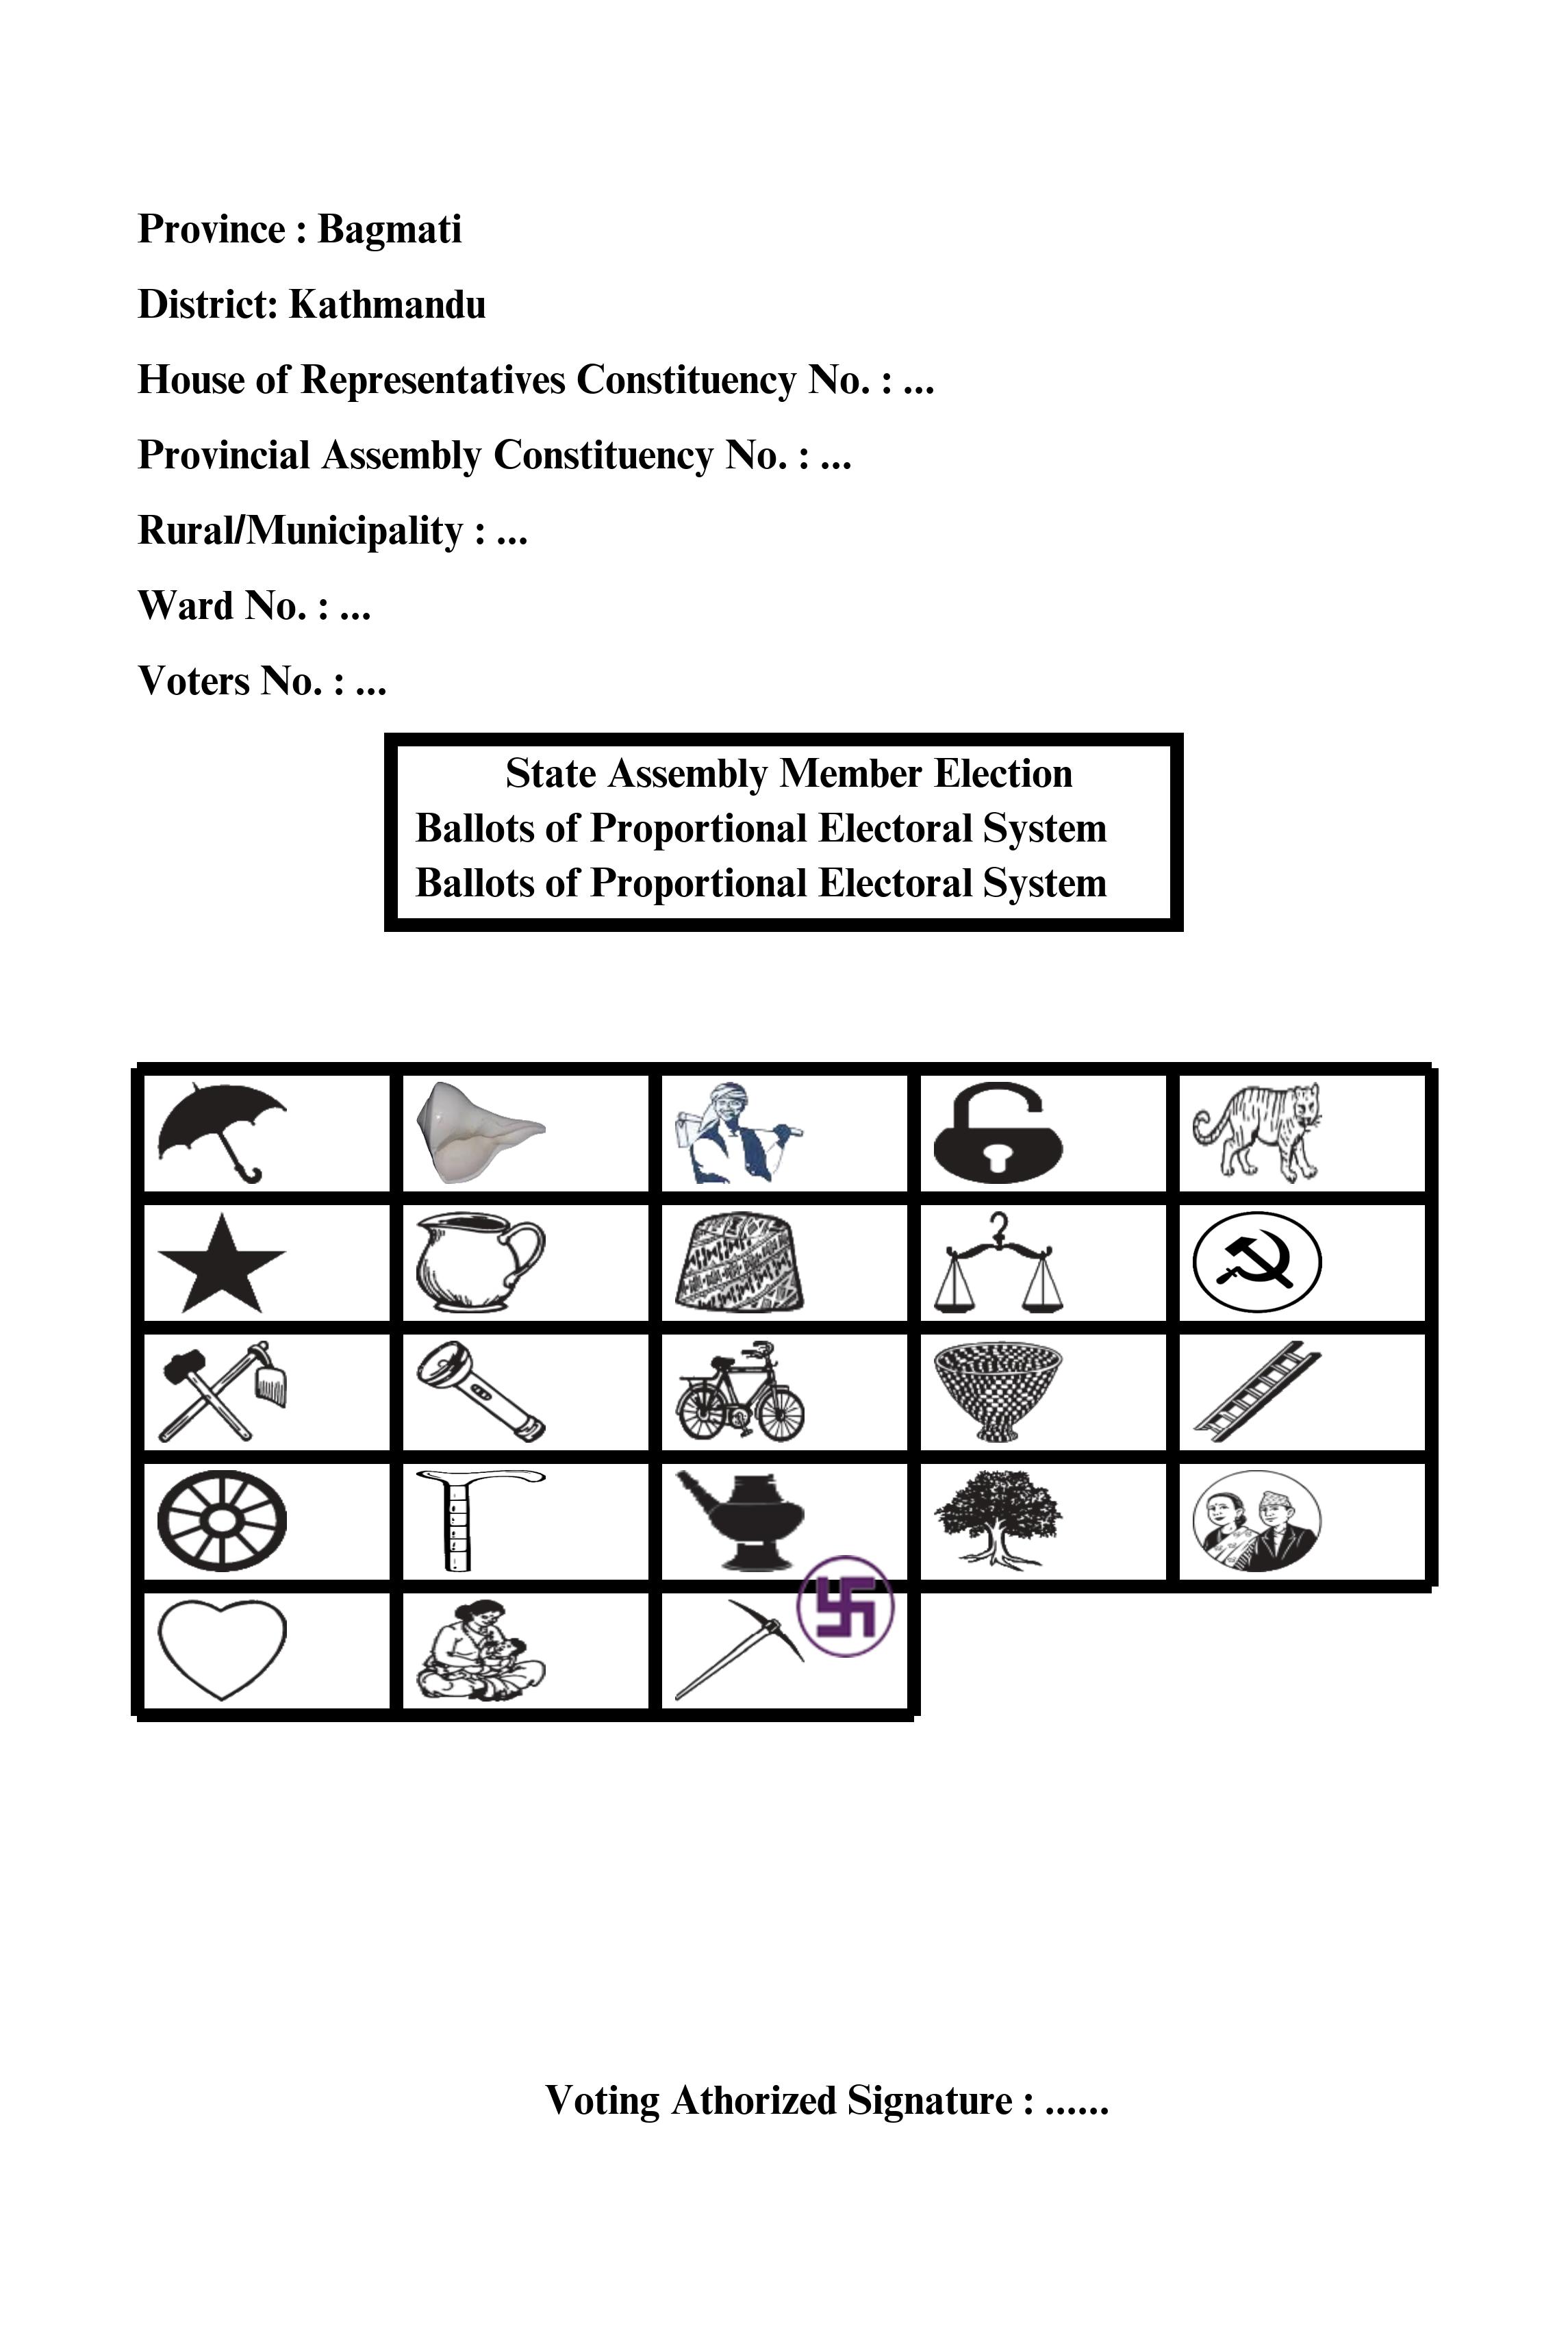 Province : Bagmati
District: Kathmandu
House of Representatives Constituency No. : ...
Provincial Assembly Constituency No. : ...
Rural/Municipality : ...
Ward No. : ...
Voters No. : ...
State Assembly Member Election
Ballots of Proportional Electoral System
Ballots of Proportional Electoral System
Voting Athorized Signature : ......